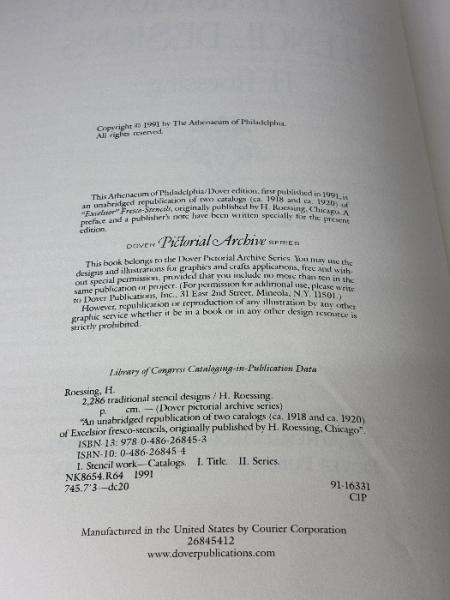 Copyright © 1991 by The Athenaeum of Philadelphia.
All rights reserved.
This Athenaeum of Philadelphia/Dover edition, first published in 1991, is
an unabridged republication of two catalogs (ca. 1918 and ca. 1920) of
"Excelsior" Fresco-Stencils, originally published by H. Roessing, Chicago. A
preface and a publisher's note have been written specially for the present
edition.
DOVER Pictorial Archive SERIES
This book belongs to the Dover Pictorial Archive Series. You may use the
designs and illustrations for graphics and crafts applications, free and with-
out special permission, provided that you include no more than ten in the
same publication or project. (For permission for additional use, please write
to Dover Publications, Inc., 31 East 2nd Street, Mineola, N.Y. 11501.)
However, republication or reproduction of any illustration by any other
graphic service whether it be in a book or in any other design resource is
strictly prohibited.
Library of Congress Cataloging-in-Publication Data
Roessing, H.
2,286 traditional stencil designs / H. Roessing.
p. cm. — (Dover pictorial archive series)
"An unabridged republication of two catalogs (ca. 1918 and ca. 1920)
of Excelsior fresco-stencils, originally published by H. Roessing, Chicago".
ISBN-13: 978-0-486-26845-3
ISBN-10: 0-486-26845-4
1. Stencil work—Catalogs. I. Title. II. Series.
NK8654.R64 1991
745.7'3—dc20 91-16331
CIP
Manufactured in the United States by Courier Corporation
26845412
www.doverpublications.com